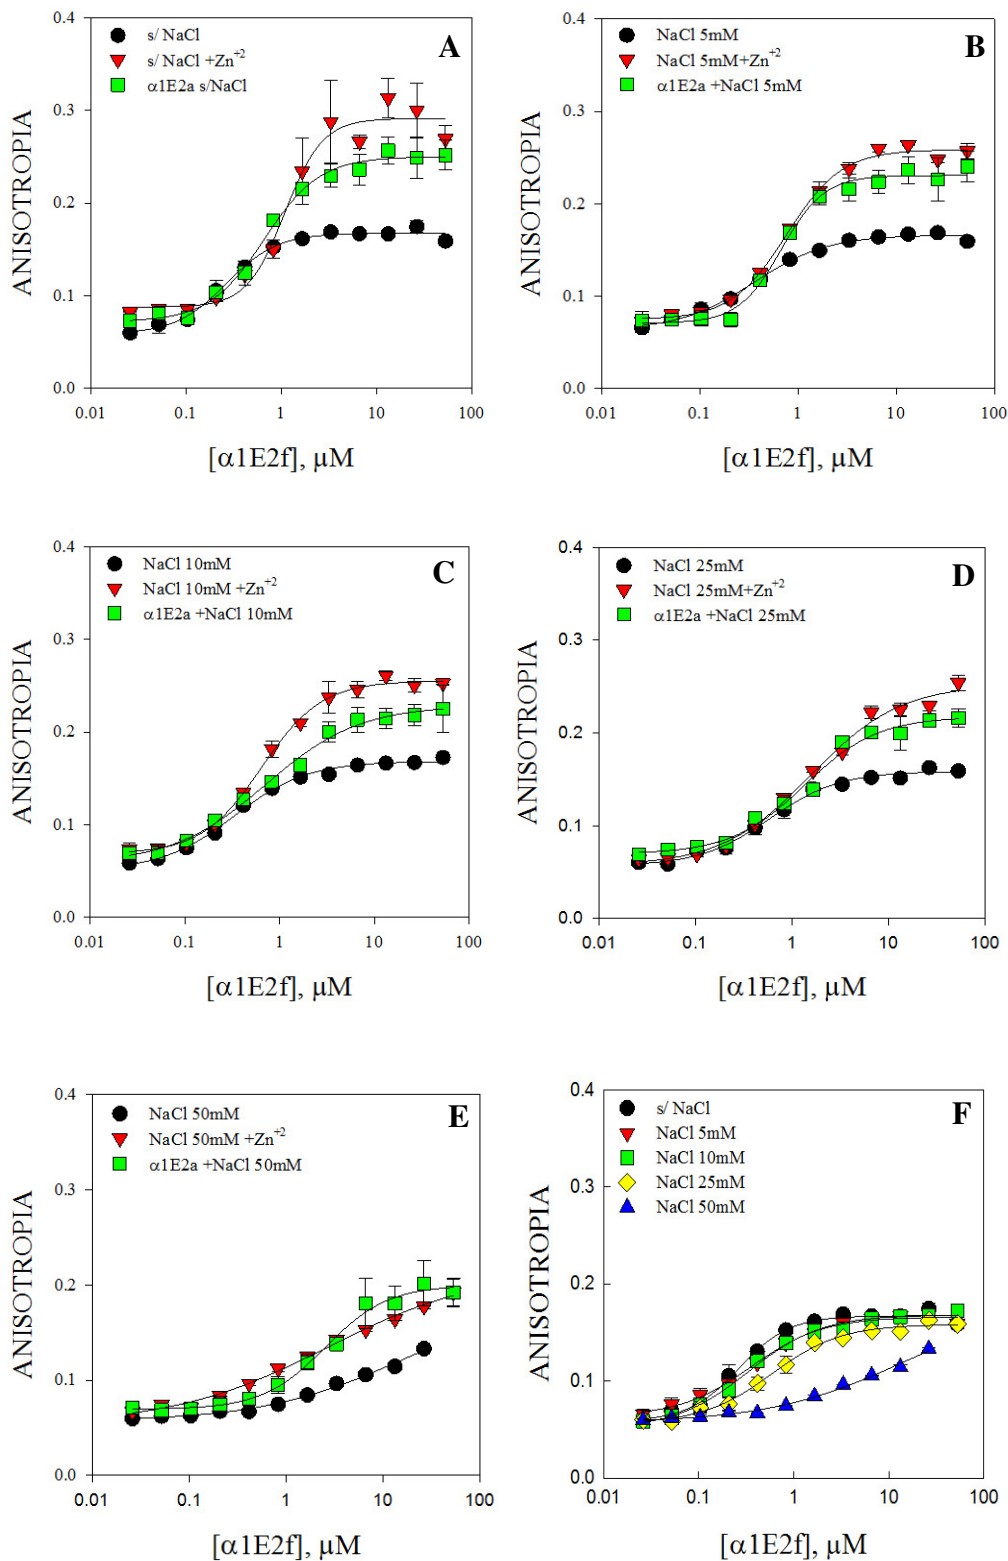 A
s/ NaCl
s/ NaCl +Zn+2
α1E2a s/NaCl
ANISOTROPIA
0.4
0.3
0.2
0.1
0.0
0.01 0.1 1 10 100
[α1E2f], μM
B
NaCl 5mM
NaCl 5mM+Zn+2
α1E2a +NaCl 5mM
ANISOTROPIA
0.4
0.3
0.2
0.1
0.0
0.01 0.1 1 10 100
[α1E2f], μM
C
NaCl 10mM
NaCl 10mM +Zn+2
α1E2a +NaCl 10mM
ANISOTROPIA
0.4
0.3
0.2
0.1
0.0
0.01 0.1 1 10 100
[α1E2f], μM
D
NaCl 25mM
NaCl 25mM+Zn+2
α1E2a +NaCl 25mM
ANISOTROPIA
0.4
0.3
0.2
0.1
0.0
0.01 0.1 1 10 100
[α1E2f], μM
E
NaCl 50mM
NaCl 50mM +Zn+2
α1E2a +NaCl 50mM
ANISOTROPIA
0.4
0.3
0.2
0.1
0.0
0.01 0.1 1 10 100
[α1E2f], μM
F
s/ NaCl
NaCl 5mM
NaCl 10mM
NaCl 25mM
NaCl 50mM
ANISOTROPIA
0.4
0.3
0.2
0.1
0.0
0.01 0.1 1 10 100
[α1E2f], μM